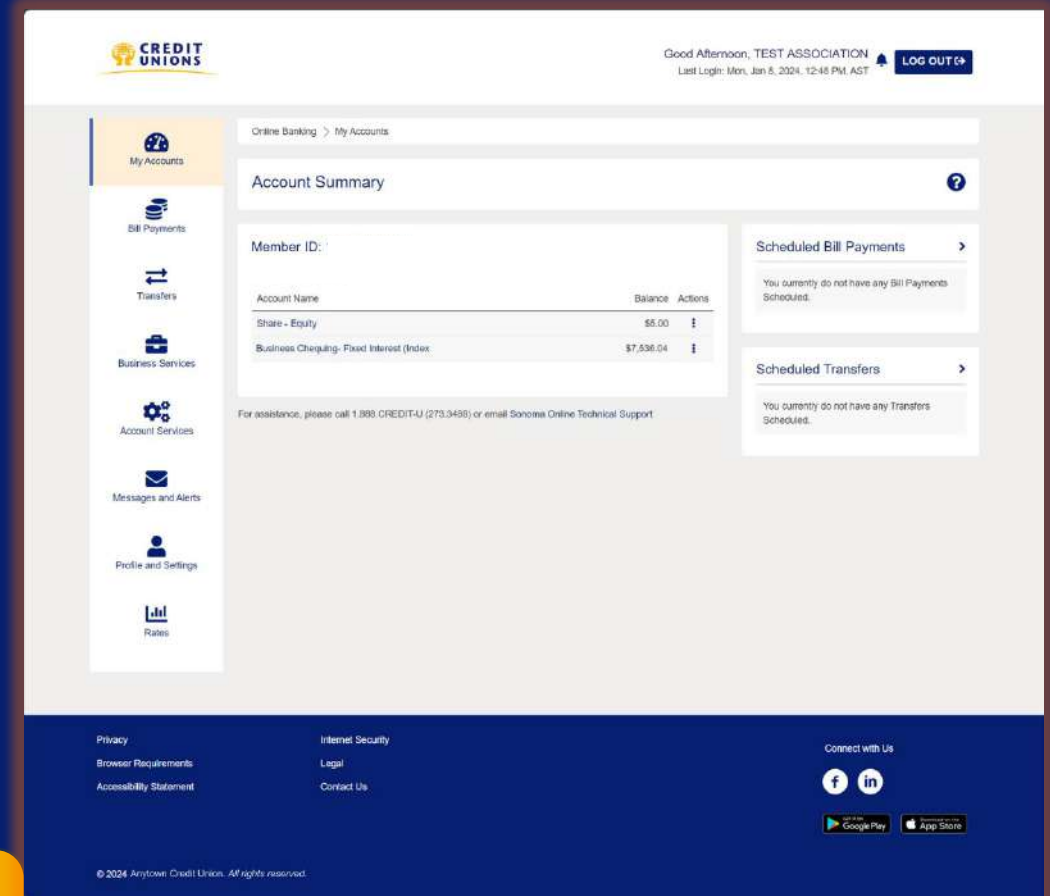 CREDIT
UNIONS
Good Afternoon, TEST ASSOCIATION
Last Login: Mon, Jan 8, 2024, 12:48 PM, AST
LOG OUT
My Accounts
Bill Payments
Transfers
Business Services
Account Services
Messages and Alerts
Profile and Settings
Rates
Online Banking > My Accounts
Account Summary
Member ID:
Account Name Balance Actions
Share - Equity $5.00
Business Chequing- Fixed Interest (Index
For assistance, please call 1.888.CREDIT-U (273.3488) or email Sonoma Online Technical Support
Scheduled Bill Payments
You currently do not have any Bill Payments
Scheduled.
Scheduled Transfers
You currently do not have any Transfers
Scheduled.
Privacy
Browser Requirements
Accessibility Statement
Internet Security
Legal
Contact Us
Connect with Us
GET IT ON
Google Play
Download on the
App Store
© 2024 Anytown Credit Union. All rights reserved.